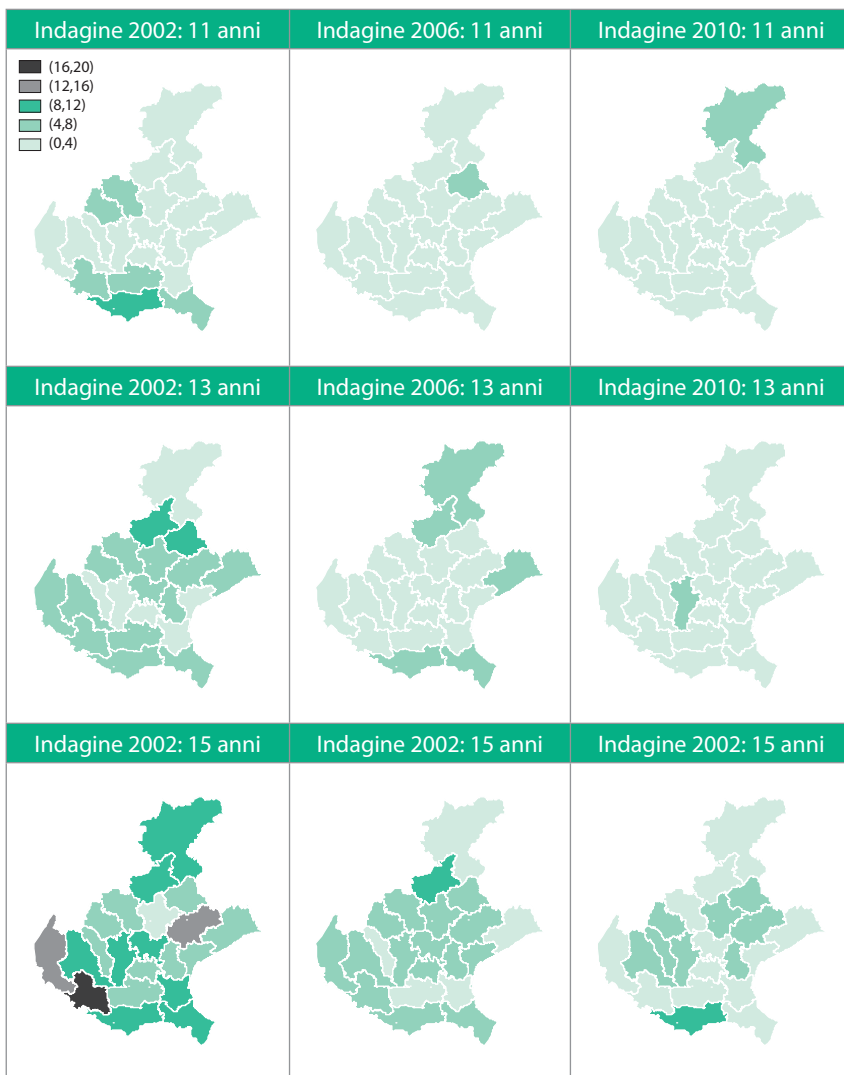 Indagine 2002: 11 anni
Indagine 2006: 11 anni
Indagine 2010: 11 anni
(16,20)
(12,16)
(8,12)
(4,8)
(0,4)
Indagine 2002: 13 anni
Indagine 2006: 13 anni
Indagine 2010: 13 anni
Indagine 2002: 15 anni
Indagine 2002: 15 anni
Indagine 2002: 15 anni